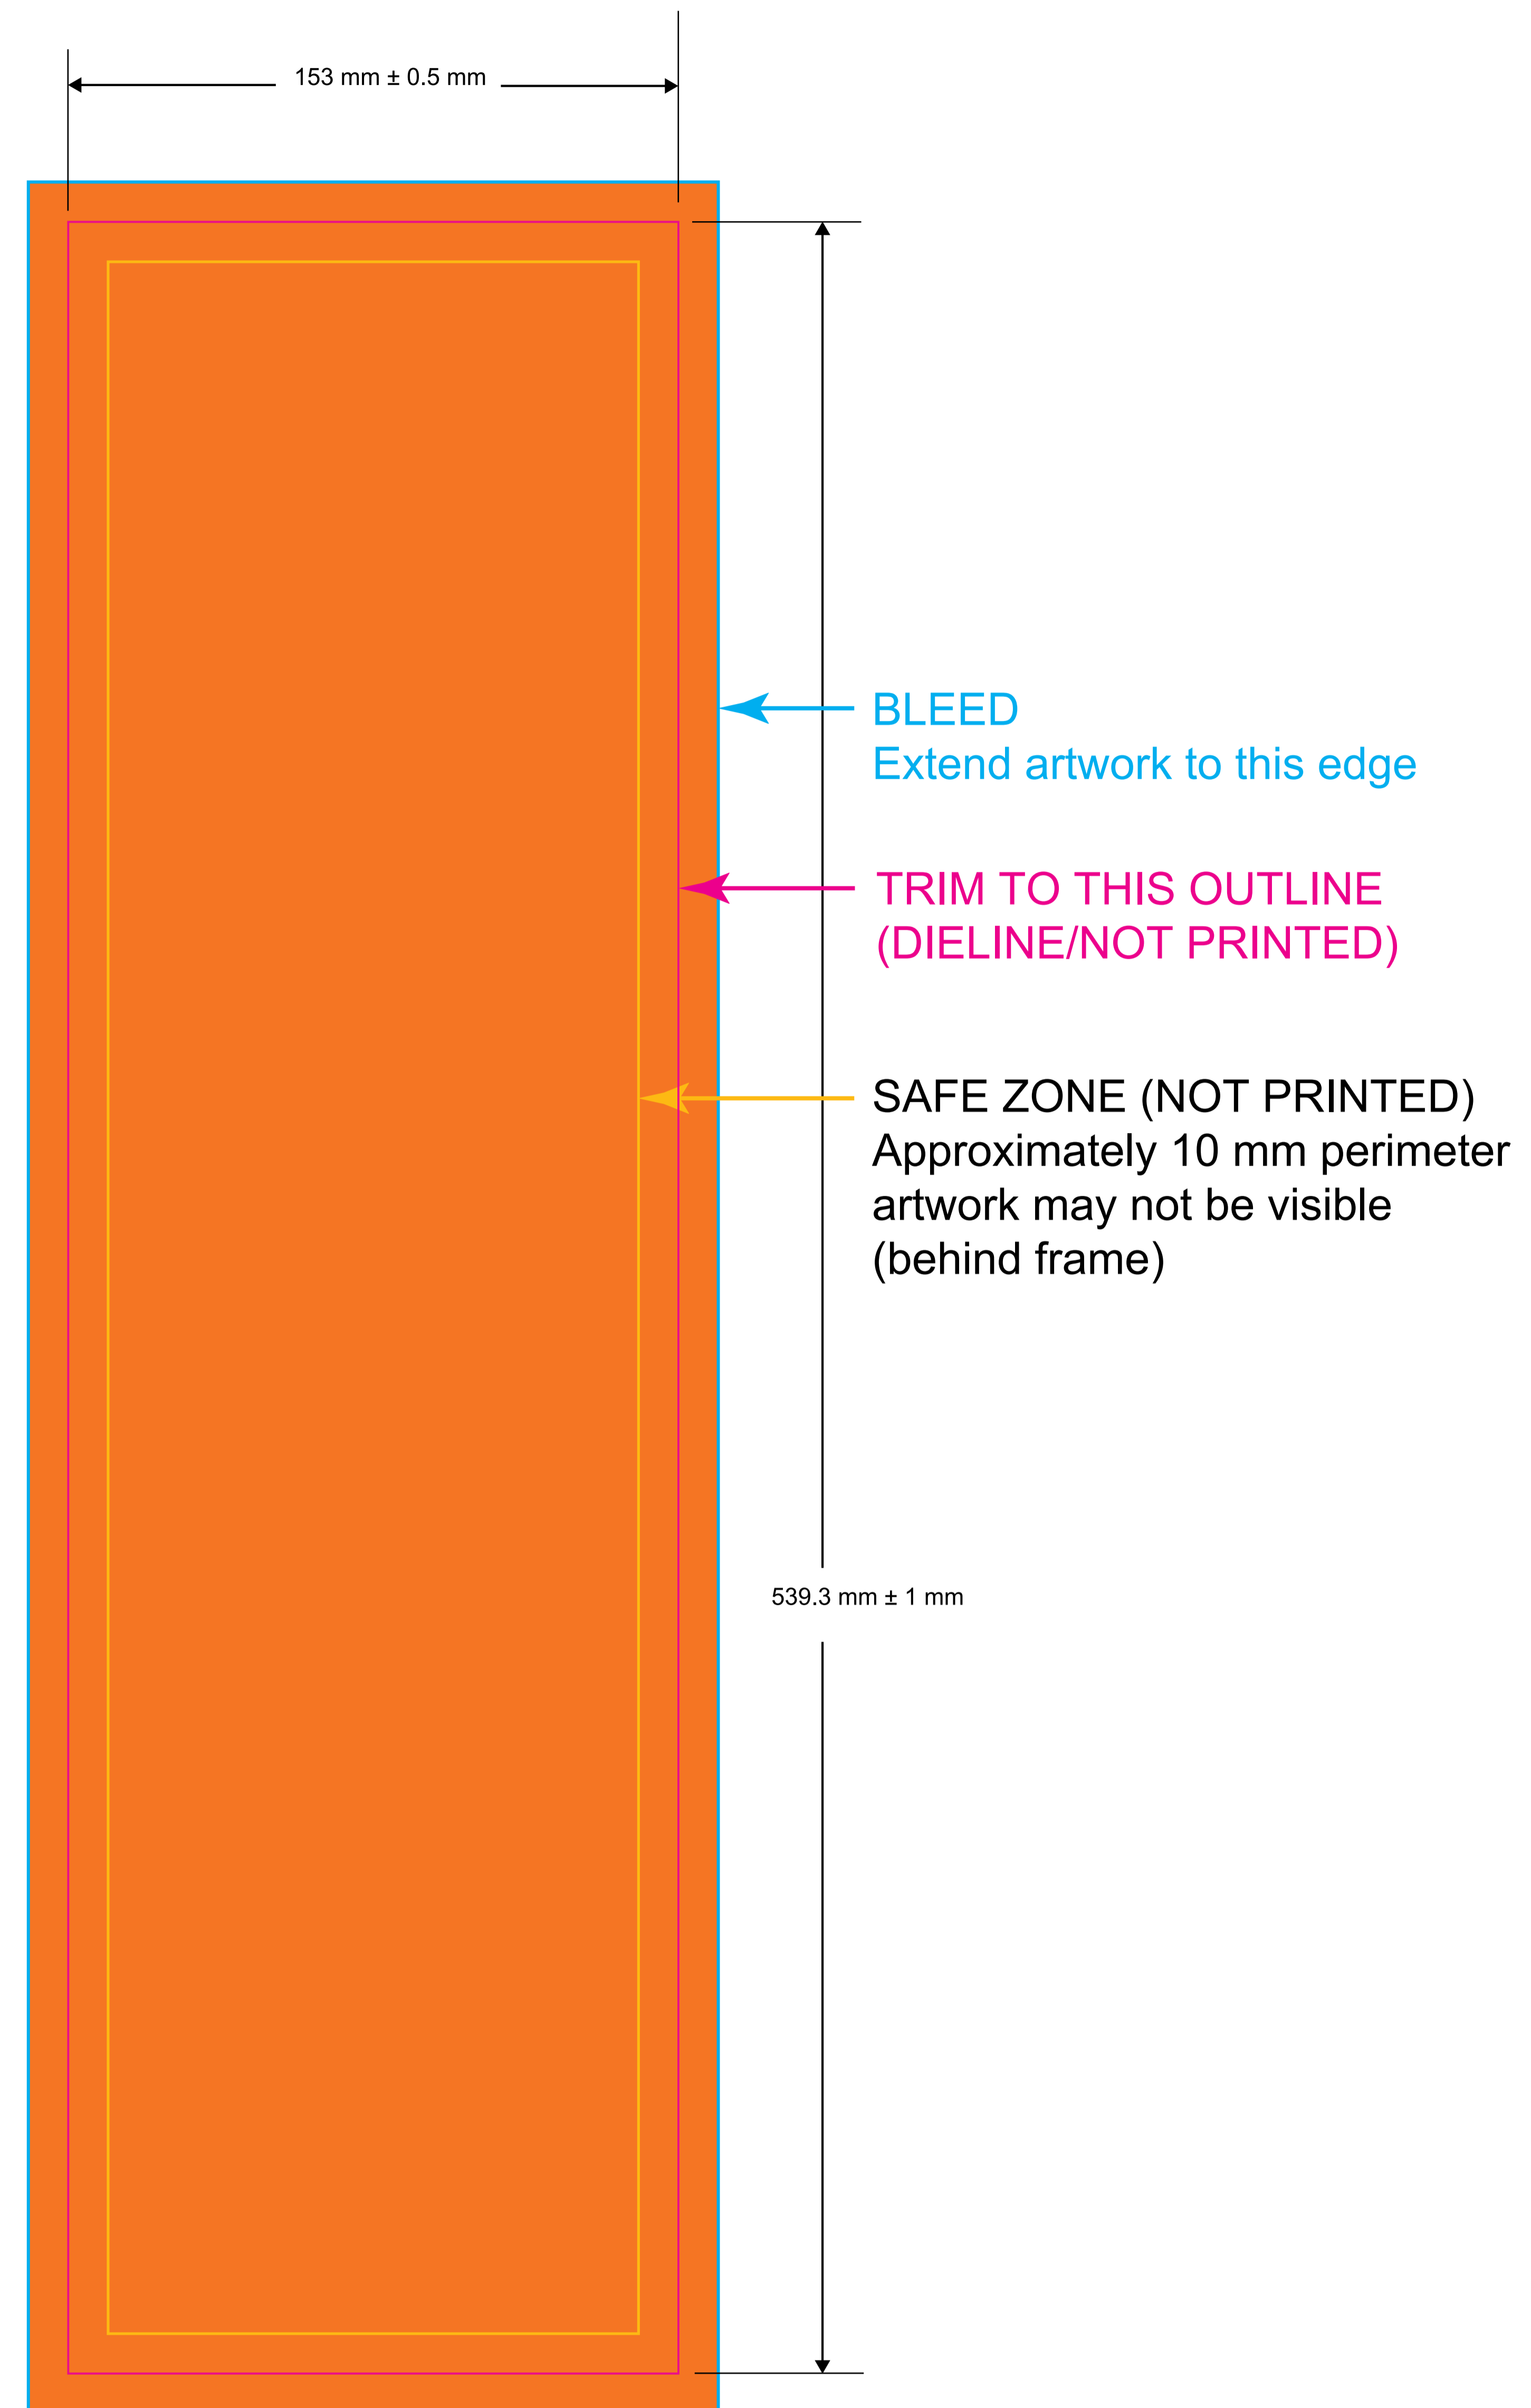 153 mm ± 0.5 mm
BLEED
Extend artwork to this edge
TRIM TO THIS OUTLINE
(DIELINE/NOT PRINTED)
SAFE ZONE (NOT PRINTED)
Approximately 10 mm perimeter
artwork may not be visible
(behind frame)
539.3 mm ± 1 mm